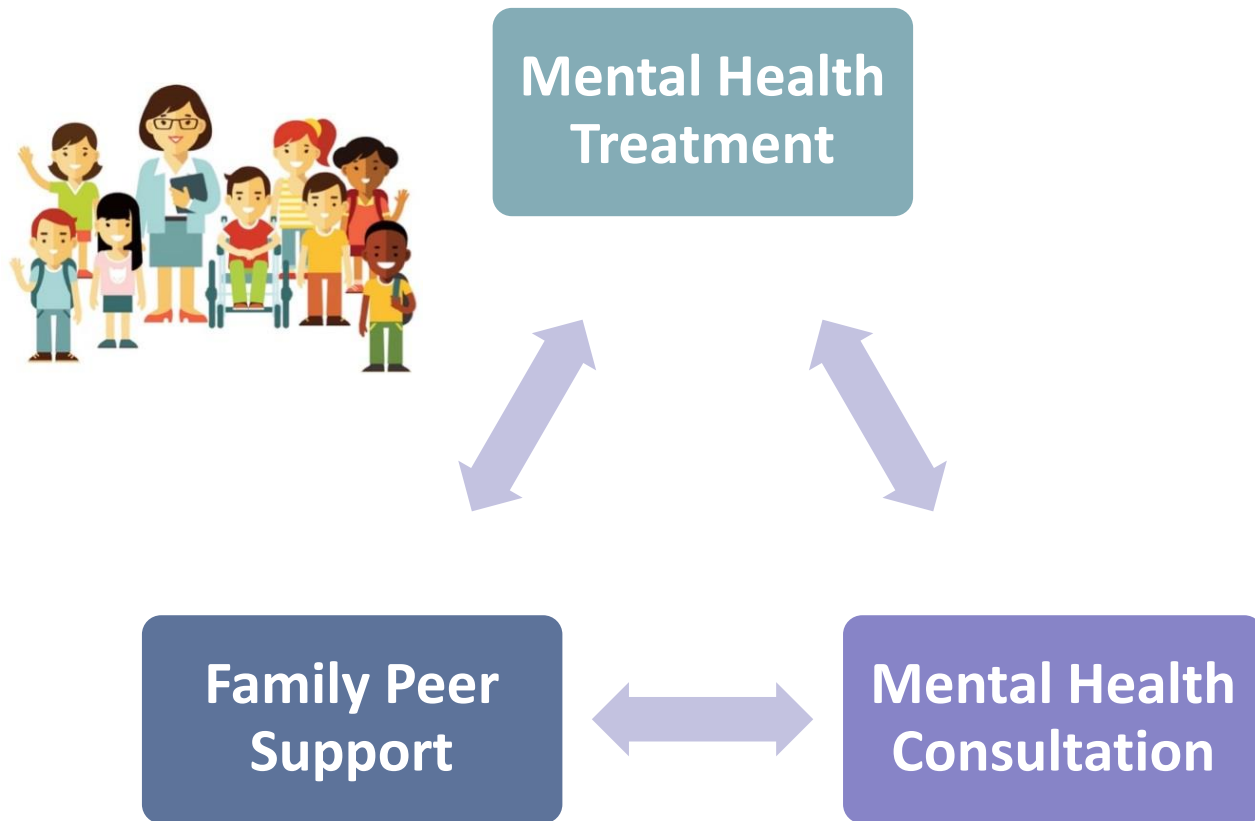 Mental Health
Treatment
Family Peer
Support
Mental Health
Consultation